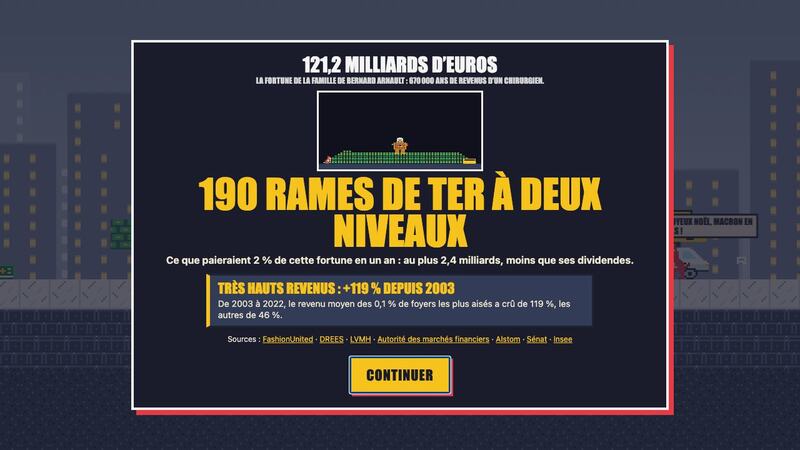 121,2 MILLIARDS D'EUROS
LA FORTUNE DE LA FAMILLE DE BERNARD ARNAULT : 670 000 ANS DE REVENUS D'UN CHIRURGIEN.
190 RAMES DE TER À DEUX
NIVEAUX
Ce que paieraient 2 % de cette fortune en un an : au plus 2,4 milliards, moins que ses dividendes.
TRÈS HAUTS REVENUS : +119 % DEPUIS 2003
De 2003 à 2022, le revenu moyen des 0,1 % de foyers les plus aisés a crû de 119 %, les
autres de 46 %.
Sources : FashionUnited · DREES · LVMH · Autorité des marchés financiers · Alstom · Sénat · Insee
CONTINUER
NOËL, MACRON EN
!